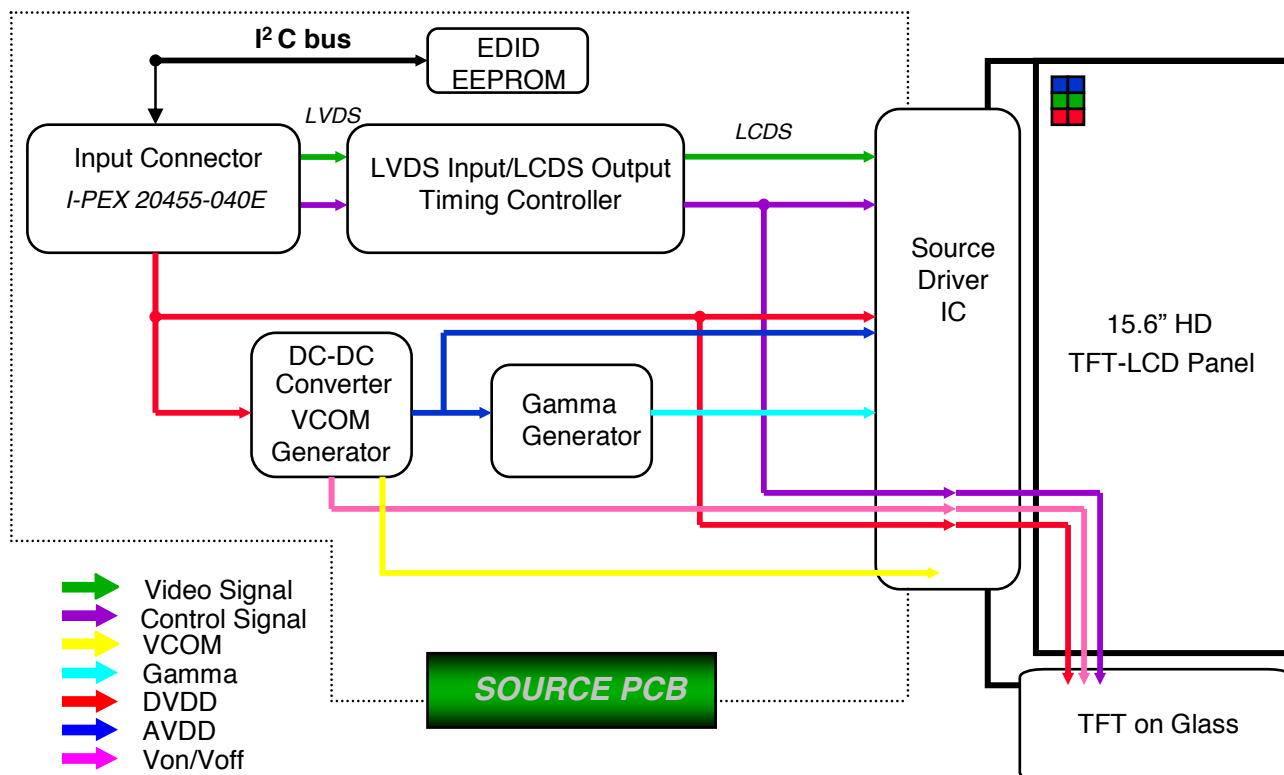 I² C bus
EDID
EEPROM
LVDS
LCDS
Input Connector
I-PEX 20455-040E
LVDS Input/LCDS Output
Timing Controller
Source
Driver
IC
15.6” HD
TFT-LCD Panel
DC-DC
Converter
VCOM
Generator
Gamma
Generator
Video Signal
Control Signal
VCOM
Gamma
DVDD
AVDD
Von/Voff
SOURCE PCB
TFT on Glass